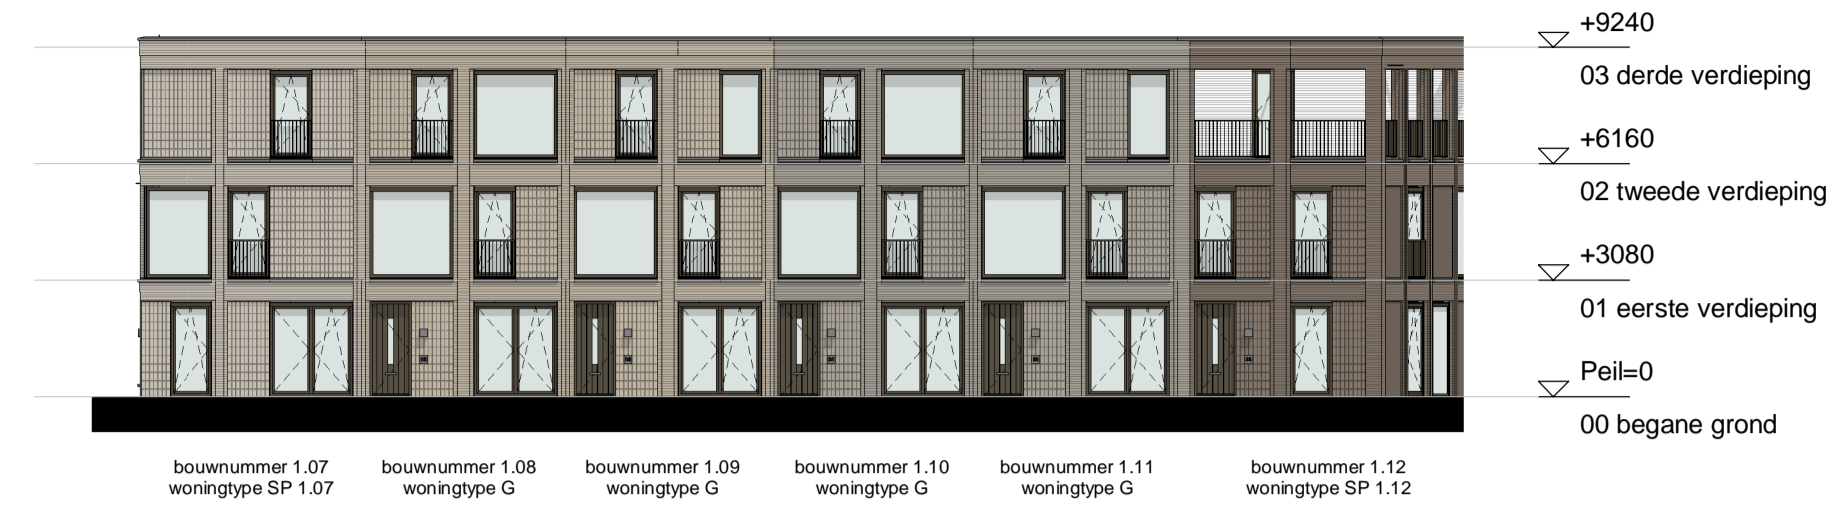 +9240
03 derde verdieping
+6160
02 tweede verdieping
+3080
01 eerste verdieping
Peil=0
00 begane grond
bouwnummer 1.07
woningtype SP 1.07
bouwnummer 1.08
woningtype G
bouwnummer 1.09
woningtype G
bouwnummer 1.10
woningtype G
bouwnummer 1.11
woningtype G
bouwnummer 1.12
woningtype SP 1.12